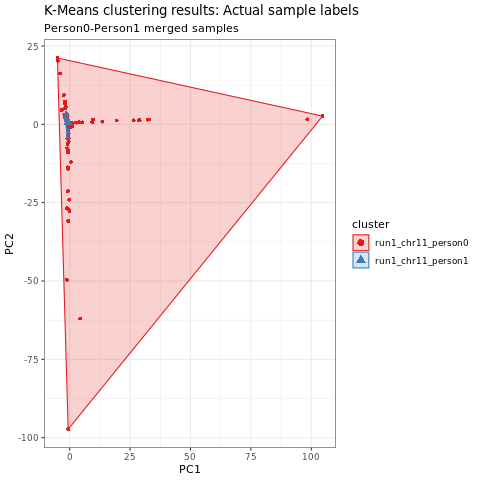 K-Means clustering results: Actual sample labels
Person0-Person1 merged samples
25
0
-25
-50
-75
-100
PC2
0
25
50
75
100
PC1
cluster
run1_chr11_person0
run1_chr11_person1